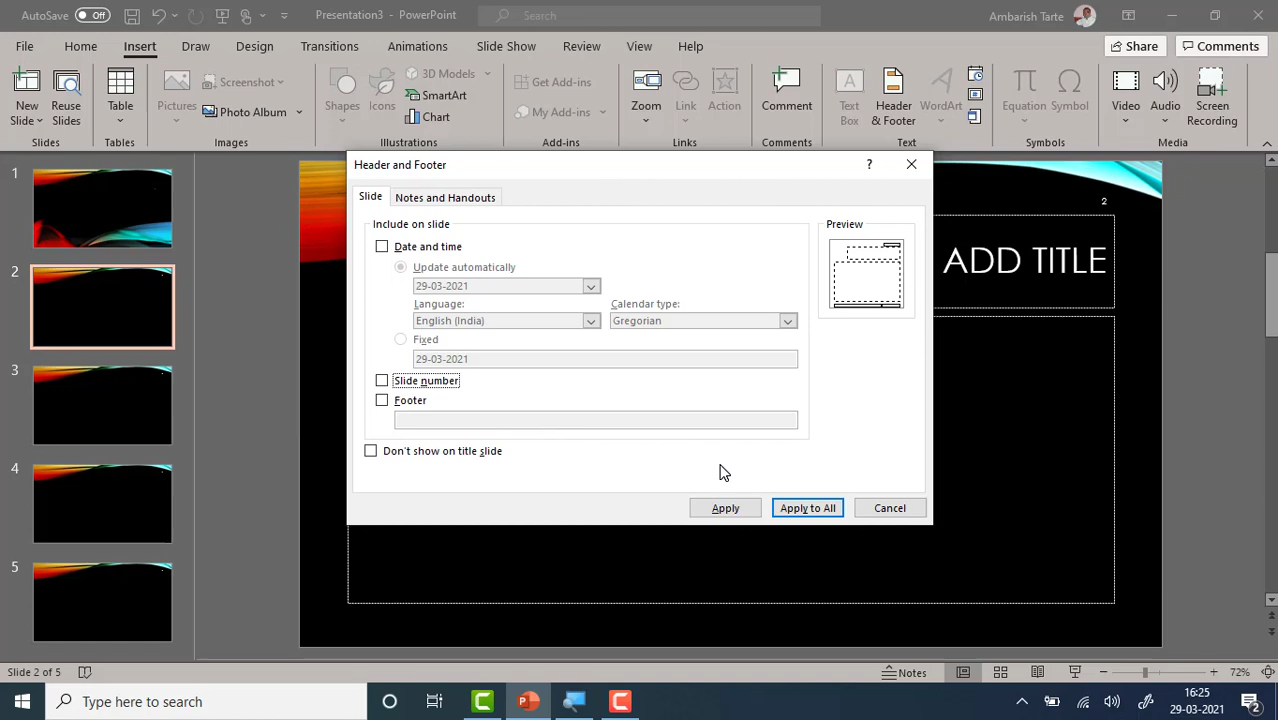 AutoSave Off Presentation3 - PowerPoint Search Ambarish Tarte
File Home Insert Draw Design Transitions Animations Slide Show Review View Help Share Comments
New Slide Reuse Slides Table Pictures Screenshot Photo Album Shapes Icons 3D Models SmartArt Chart Get Add-ins My Add-ins Zoom Link Action Comment Text Box Header & Footer WordArt Equation Symbol Video Audio Screen Recording
Slides Tables Images Illustrations Add-ins Links Comments Text Symbols Media
Header and Footer ?
Slide Notes and Handouts
Include on slide Preview
Date and time
Update automatically
29-03-2021
Language: Calendar type:
English (India) Gregorian
Fixed
29-03-2021
Slide number
Footer
Don't show on title slide
Apply Apply to All Cancel
1
2
3
4
5
2
ADD TITLE
Slide 2 of 5 Notes 72%
Type here to search
16:25
29-03-2021
2